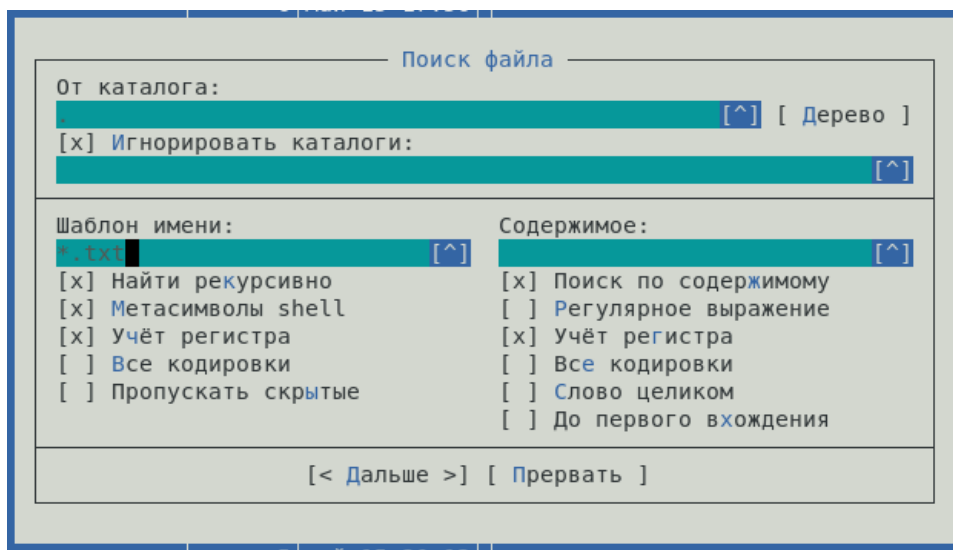 Поиск файла
От каталога:
. [^] [ Дерево ]
[x] Игнорировать каталоги:
[^]
Шаблон имени:
*.txt [^]
[x] Найти рекурсивно
[x] Метасимволы shell
[x] Учёт регистра
[ ] Все кодировки
[ ] Пропускать скрытые
Содержимое:
[^]
[x] Поиск по содержимому
[ ] Регулярное выражение
[x] Учёт регистра
[ ] Все кодировки
[ ] Слово целиком
[ ] До первого вхождения
[< Дальше >] [ Прервать ]